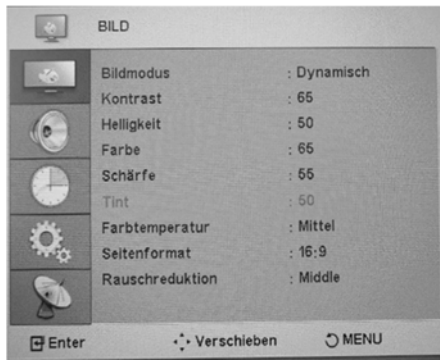 BILD
Bildmodus : Dynamisch
Kontrast : 65
Helligkeit : 50
Farbe : 65
Schärfe : 55
Tint : 50
Farbtemperatur : Mittel
Seitenformat : 16:9
Rauschreduktion : Middle
Enter Verschieben MENU